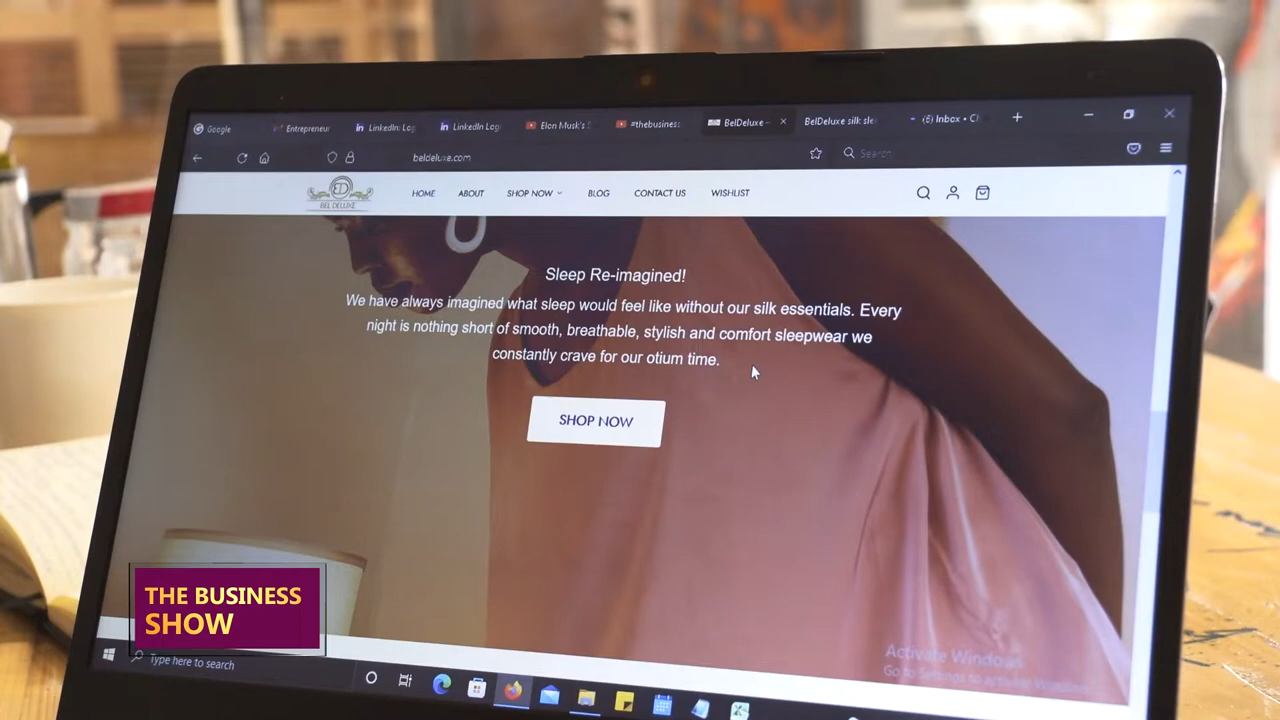 Google
Entrepreneur
LinkedIn: Log
LinkedIn Log
Elon Musk's S
#thebusiness
BelDeluxe -
BelDeluxe silk sle
(6) Inbox • Cl
beldeluxe.com
Search
BEL DELUXE
HOME
ABOUT
SHOP NOW
BLOG
CONTACT US
WISHLIST
Sleep Re-imagined!
We have always imagined what sleep would feel like without our silk essentials. Every
night is nothing short of smooth, breathable, stylish and comfort sleepwear we
constantly crave for our otium time.
SHOP NOW
THE BUSINESS
SHOW
Activate Windows
Go to Settings to activate Windows.
Type here to search